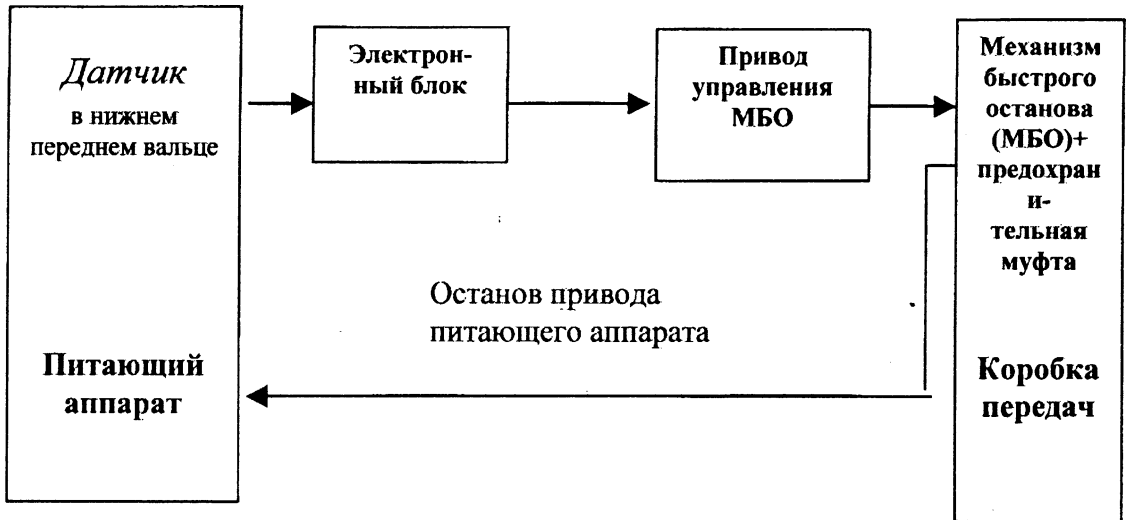 Датчик
в нижнем
переднем вальце
Питающий
аппарат
Электрон-
ный блок
Привод
управления
МБО
Механизм
быстрого
останова
(МБО)+
предохран
и-
тельная
муфта
Коробка
передач
Останов привода
питающего аппарата